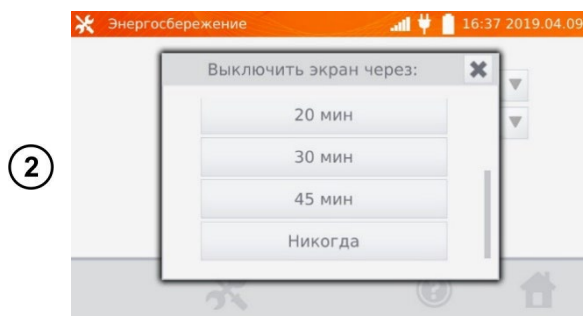 Энергосбережение 16:37 2019.04.09
Выключить экран через:
20 мин
30 мин
2
45 мин
Никогда